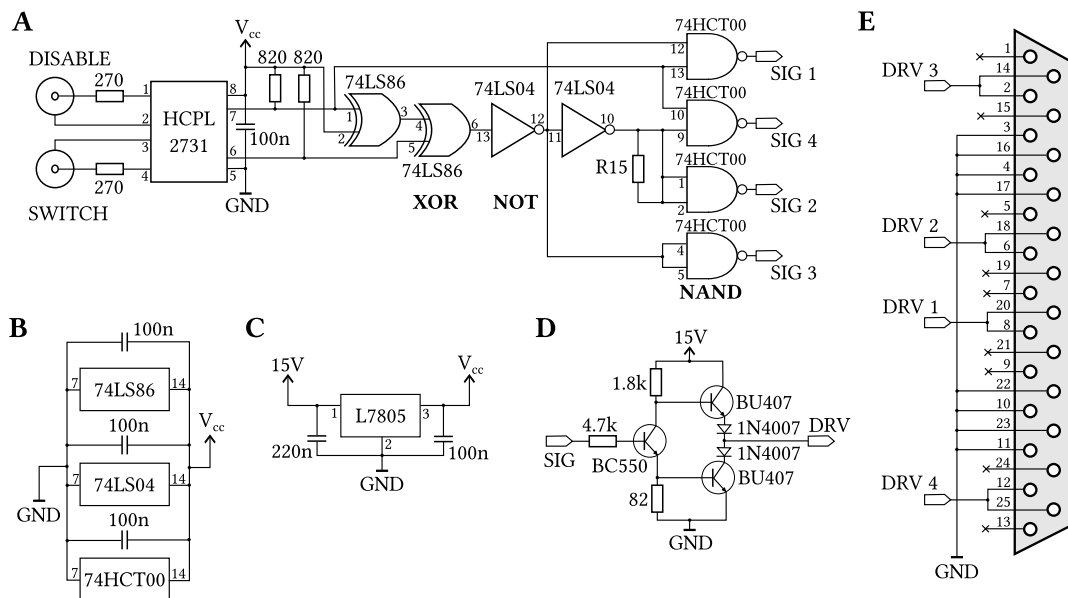 A
DISABLE
270
1
2
3
4
HCPL
2731
8
7
6
5
270
SWITCH
Vcc
820 820
100n
GND
74LS86
1
2
3
4
5
6
74LS86
XOR
74LS04
13
12
NOT
74LS04
11
10
R15
74HCT00
12
13
SIG 1
74HCT00
10
9
SIG 4
74HCT00
1
2
SIG 2
74HCT00
4
5
SIG 3
NAND
B
100n
7 74LS86 14
100n
Vcc
7 74LS04 14
GND
100n
7 74HCT00 14
C
15V
Vcc
1 L7805 3
2
220n
100n
GND
D
15V
1.8k
BU407
4.7k
1N4007
DRV
1N4007
SIG
BC550
BU407
82
GND
E
1
DRV 3
14
2
15
3
16
4
17
5
DRV 2
18
6
19
7
DRV 1
20
8
21
9
22
10
23
11
24
DRV 4
12
25
13
GND